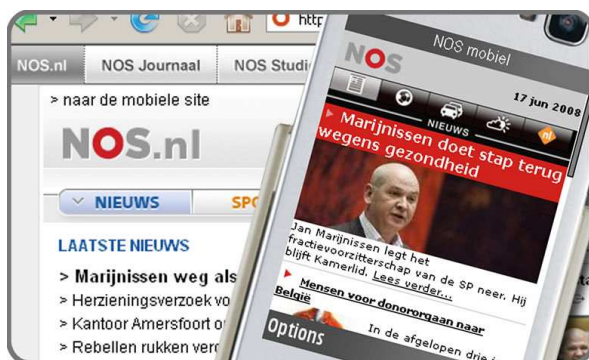 http
NOS.nl
NOS Journaal
NOS Studi
> naar de mobiele site
NOS.nl
NIEUWS
SPO
LAATSTE NIEUWS
> Marijnissen weg als
> Herzieningsverzoek vo
> Kantoor Amersfoort o
> Rebellen rukken verd
NOS mobiel
NOS
17 jun 2008
nl
NIEUWS
Marijnissen doet stap terug
wegens gezondheid
Jan Marijnissen legt het
fractievoorzitterschap van de SP neer. Hij
blijft Kamerlid. Lees verder...
Mensen voor donororgaan naar
België
In de afgelopen drie
Options